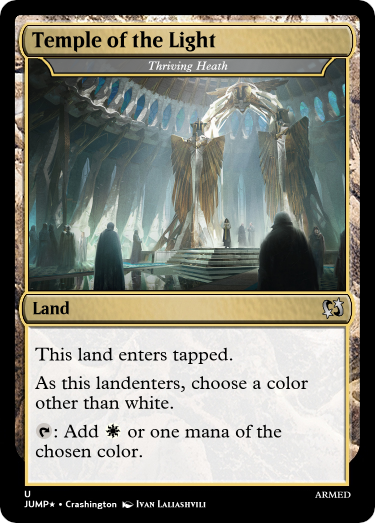 Temple of the Light
Thriving Heath
Land
This land enters tapped.
As this landenters, choose a color
other than white.
: Add or one mana of the
chosen color.
U
JUMP★ • Crashington Ivan Laliashvili
ARMED